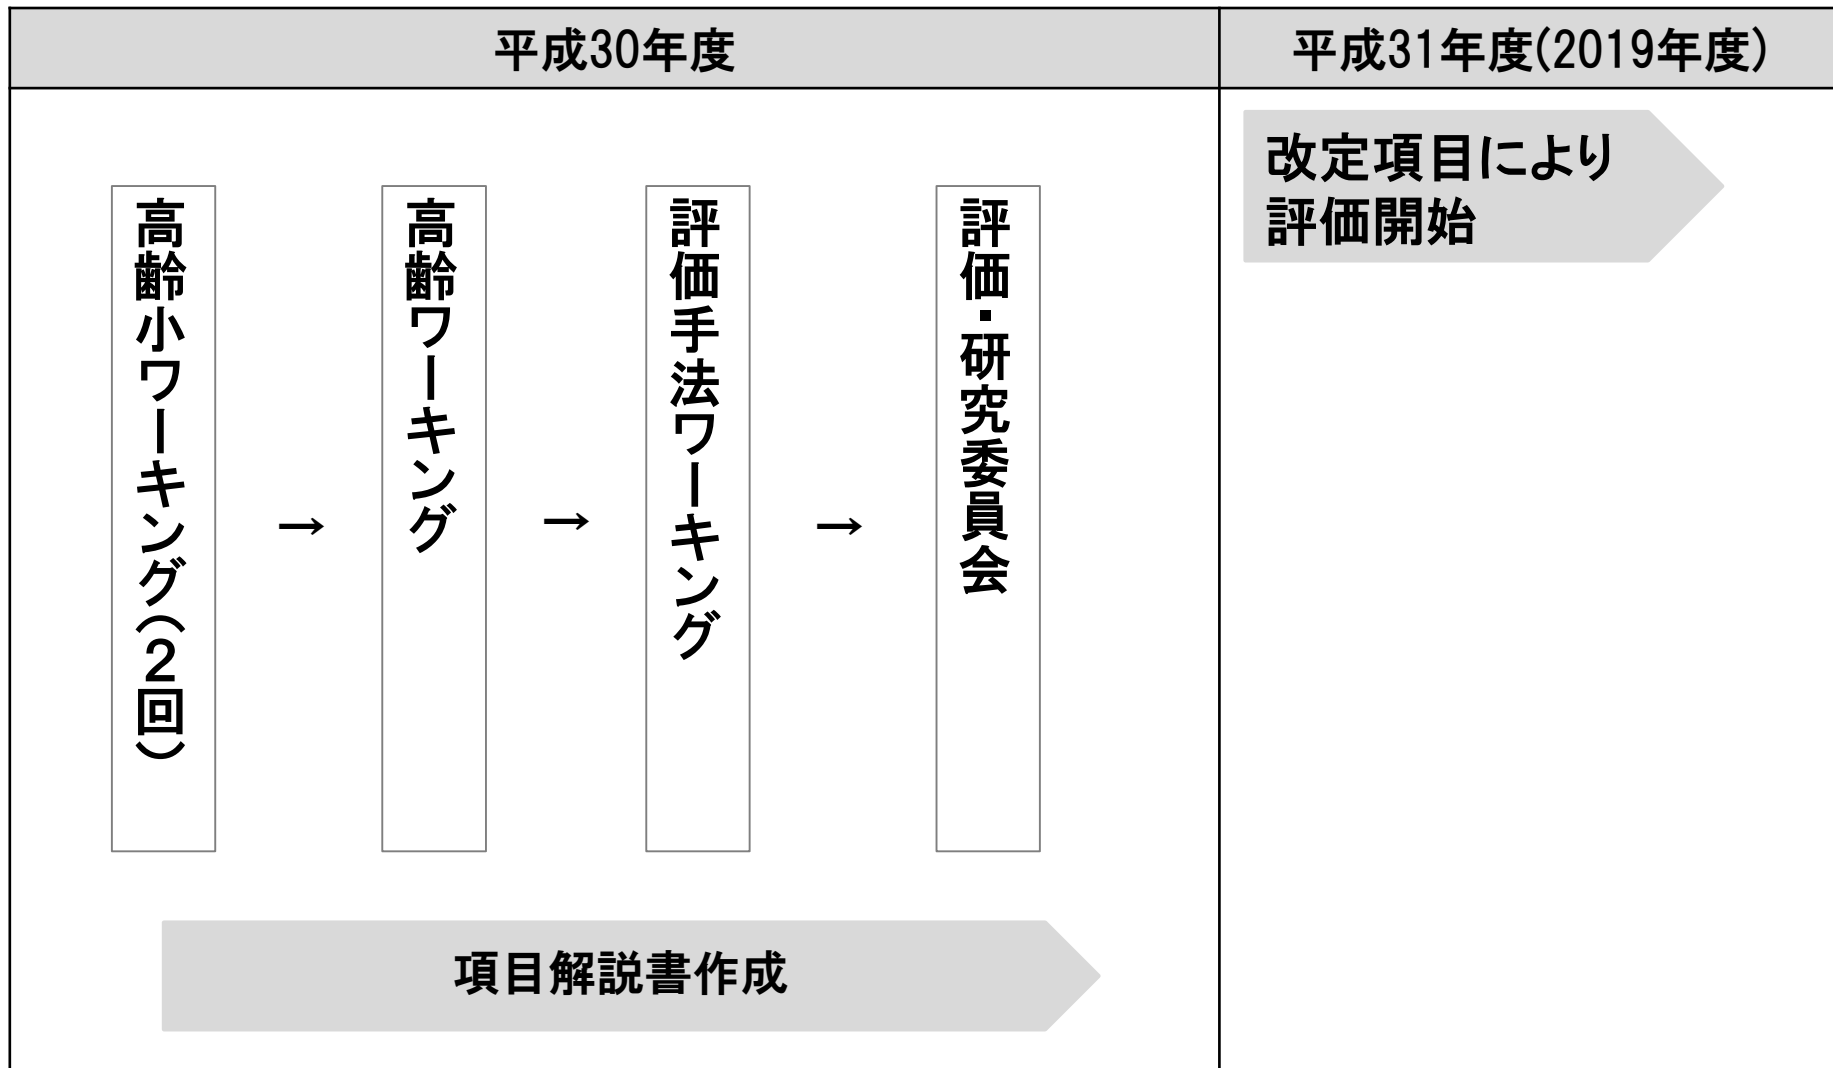 平成30年度
平成31年度(2019年度)
高齢小ワーキング(2回)
→
高齢ワーキング
→
評価手法ワーキング
→
評価・研究委員会
項目解説書作成
改定項目により
評価開始